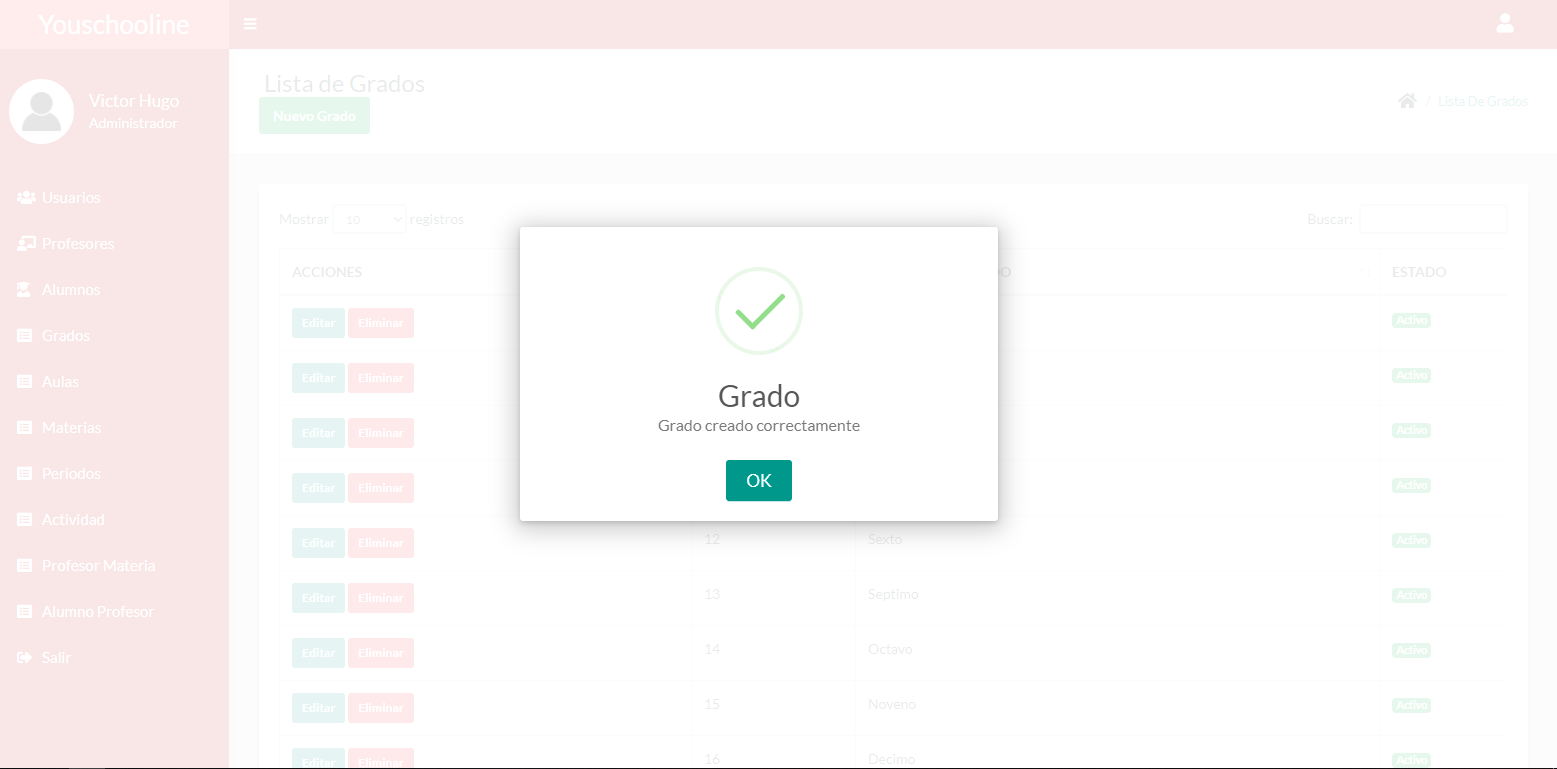 Youschooline
Victor Hugo
Administrador
Usuarios
Profesores
Alumnos
Grados
Aulas
Materias
Periodos
Actividad
Profesor Materia
Alumno Profesor
Salir
Lista de Grados
Nuevo Grado
/ Lista De Grados
Mostrar 10 registros
Buscar:
ACCIONES DO ESTADO
Editar Eliminar Activo
Editar Eliminar Activo
Editar Eliminar Activo
Editar Eliminar Activo
Editar Eliminar 12 Sexto Activo
Editar Eliminar 13 Septimo Activo
Editar Eliminar 14 Octavo Activo
Editar Eliminar 15 Noveno Activo
Editar Eliminar 16 Decimo Activo
Grado
Grado creado correctamente
OK